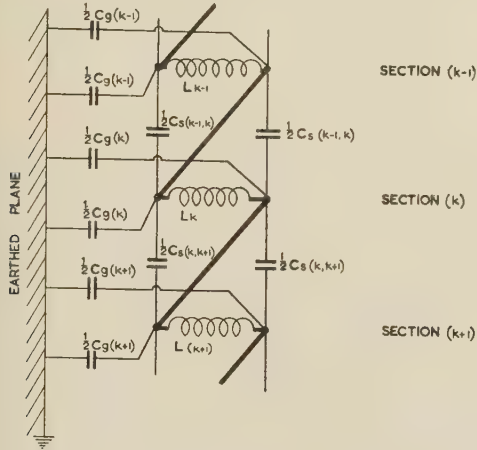 ½Cg(k-1)
SECTION (k-1)
½Cg(k-1)
Lk-1
½Cs(k-1,k)
½Cs(k-1,k)
½Cg(k)
SECTION (k)
½Cg(k)
Lk
EARTHED PLANE
½Cs(k,k+1)
½Cs(k,k+1)
½Cg(k+1)
SECTION (k+1)
L(k+1)
½Cg(k+1)